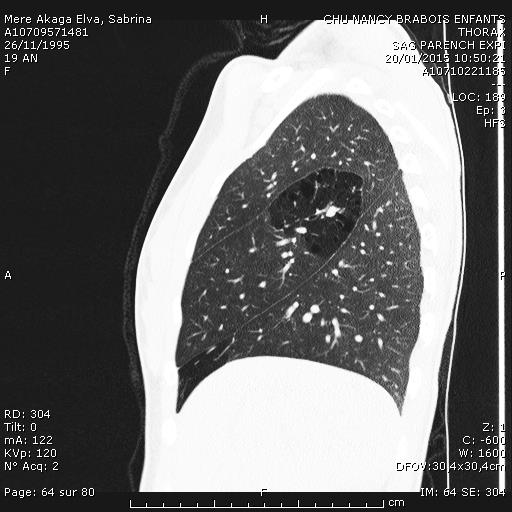 Mere Akaga Elva, Sabrina
A10709571481
26/11/1995
19 AN
F
H
CHU NANCY BRABOIS ENFANTS
THORAX
SAG PARENCH EXPI
20/01/2015 10:50:21
A10710221185
---
LOC: 189
Ep: 3
HFS
A
P
RD: 304
Tilt: 0
mA: 122
KVp: 120
N° Acq: 2
Page: 64 sur 80
F
cm
Z: 1
C: -600
W: 1600
DFOV:30,4x30,4cm
IM: 64 SE: 304